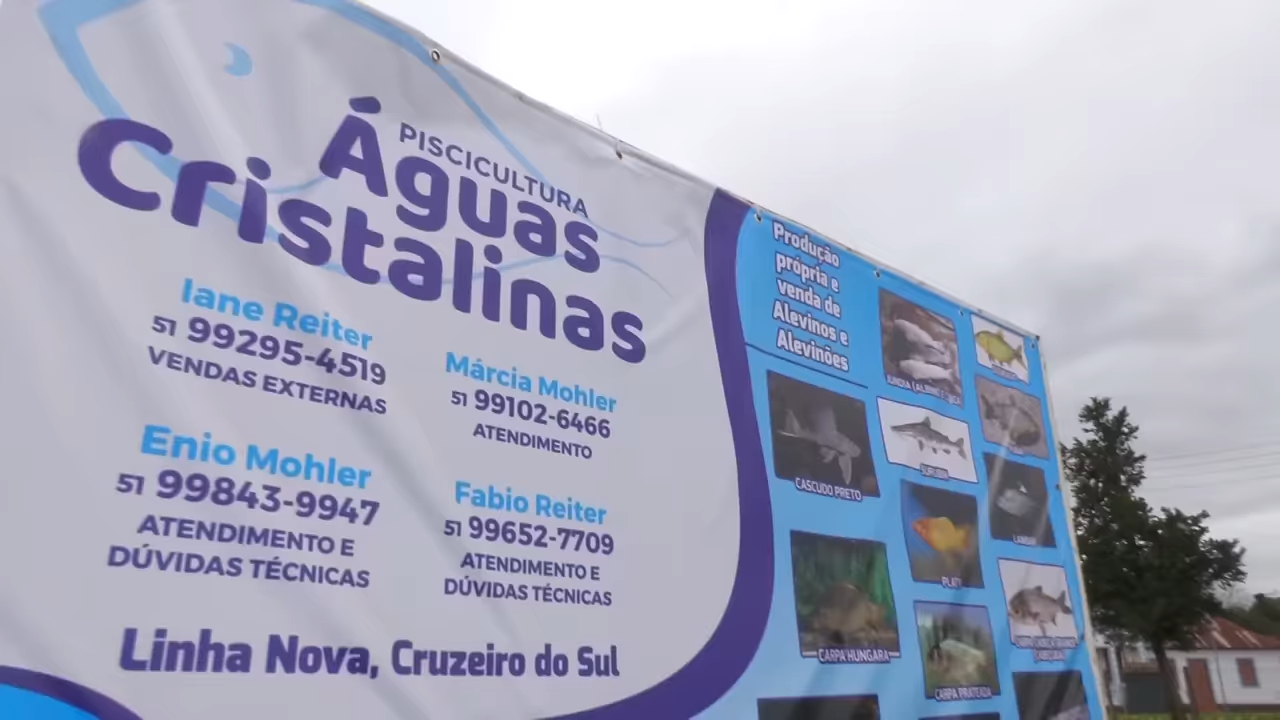 PISCICULTURA
Águas
Cristalinas
Iane Reiter
51 99295-4519
VENDAS EXTERNAS
Márcia Mohler
51 99102-6466
ATENDIMENTO
Enio Mohler
51 99843-9947
ATENDIMENTO E
DÚVIDAS TÉCNICAS
Fabio Reiter
51 99652-7709
ATENDIMENTO E
DÚVIDAS TÉCNICAS
Linha Nova, Cruzeiro do Sul
Produção
própria e
venda de
Alevinos e
Alevinões
CASCUDO PRETO
SURUBIM
LAMBARI
PLATI
CARPA HUNGARA
CARPA PRATEADA